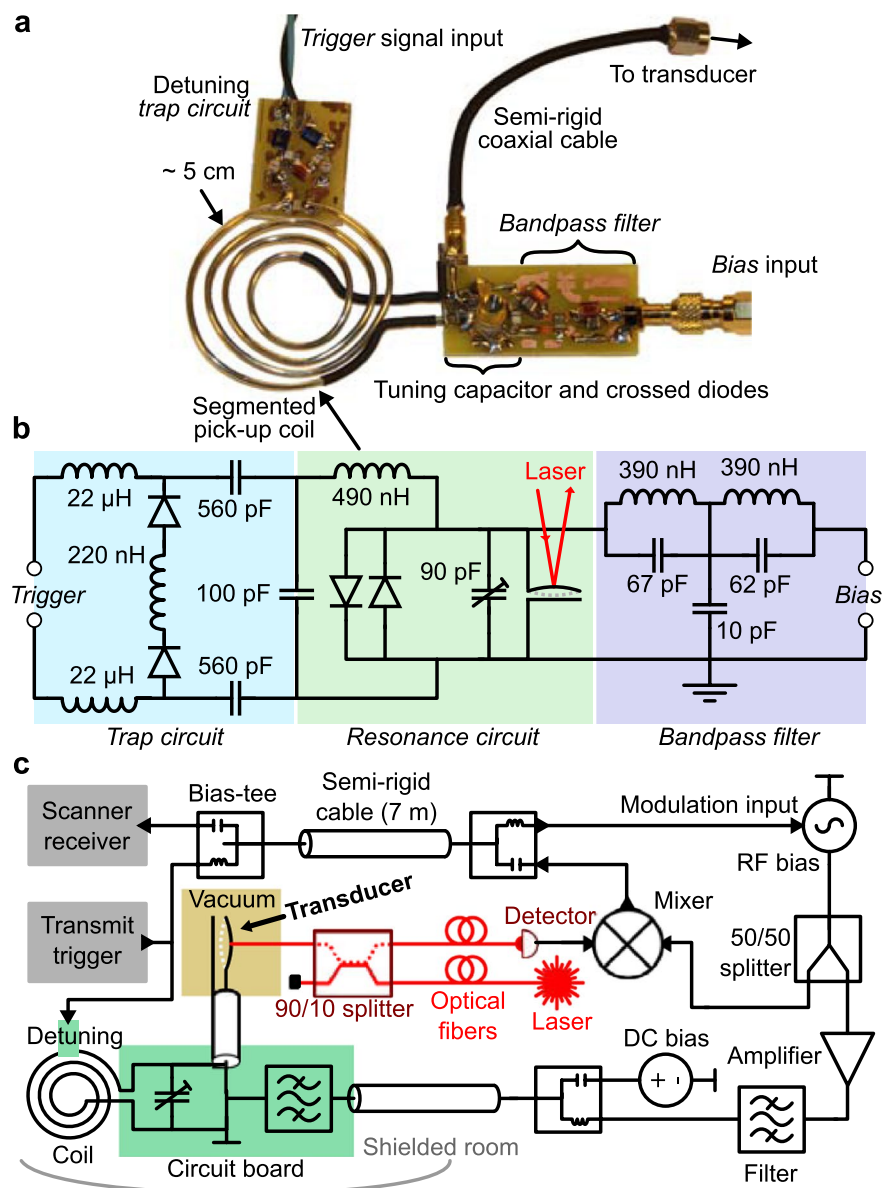 a
Trigger signal input
To transducer
Detuning
trap circuit
Semi-rigid
coaxial cable
~ 5 cm
Bandpass filter
Bias input
Tuning capacitor and crossed diodes
Segmented
pick-up coil
b
390 nH
390 nH
Laser
22 µH
560 pF
490 nH
220 nH
90 pF
67 pF
62 pF
Trigger
100 pF
Bias
10 pF
22 µH
560 pF
Trap circuit
Resonance circuit
Bandpass filter
c
Bias-tee
Semi-rigid
cable (7 m)
Scanner
receiver
Modulation input
RF bias
Vacuum
Transducer
Detector
Mixer
Transmit
trigger
50/50
splitter
90/10 splitter
Optical
fibers
Laser
Detuning
DC bias
Amplifier
+ -
Coil
Circuit board
Shielded room
Filter